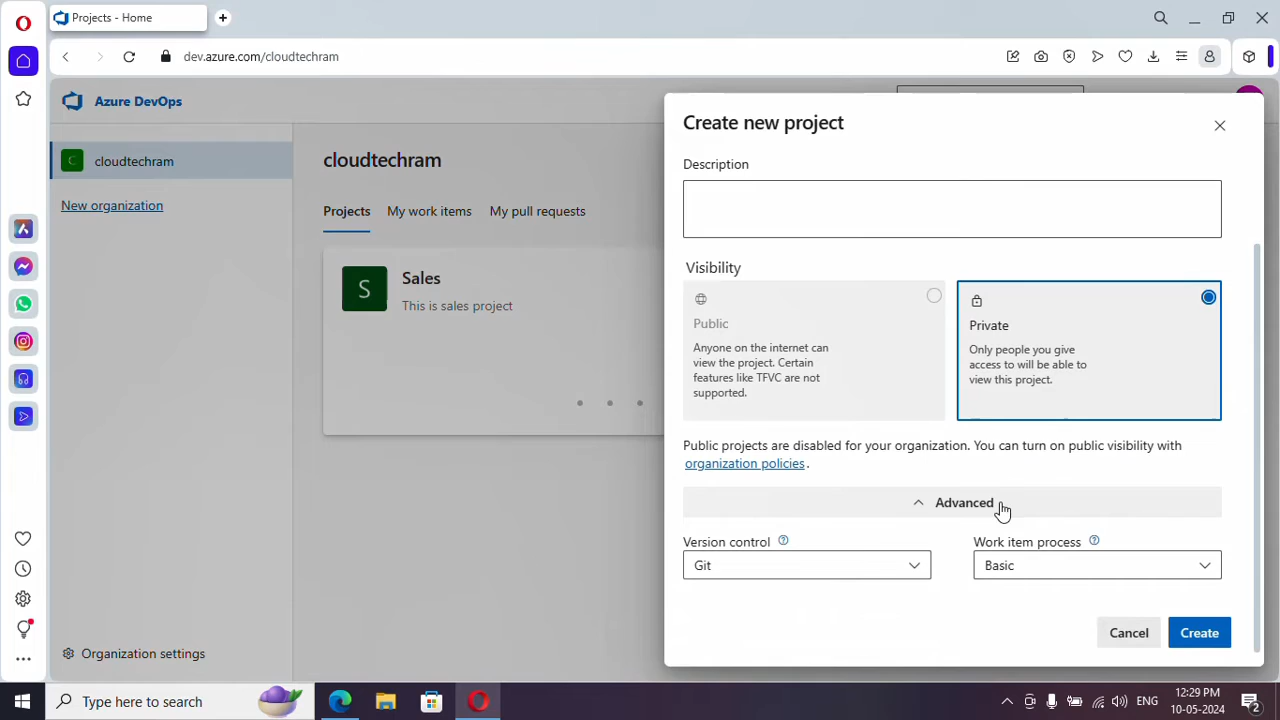 Projects - Home
dev.azure.com/cloudtechram
Azure DevOps
C
cloudtechram
New organization
cloudtechram
Projects
My work items
My pull requests
S
Sales
This is sales project
Organization settings
Create new project
Description
Visibility
Public
Anyone on the internet can
view the project. Certain
features like TFVC are not
supported.
Private
Only people you give
access to will be able to
view this project.
Public projects are disabled for your organization. You can turn on public visibility with
organization policies.
Advanced
Version control
Git
Work item process
Basic
Cancel
Create
Type here to search
ENG
12:29 PM
10-05-2024
2